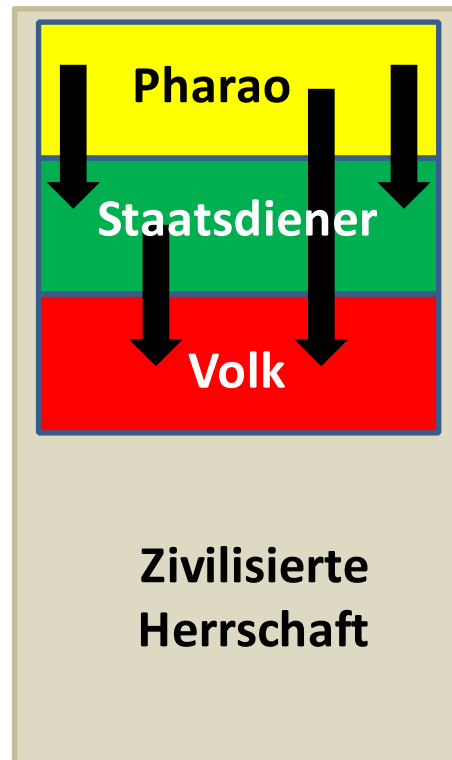 Pharao
Staatsdiener
Volk
Zivilisierte
Herrschaft